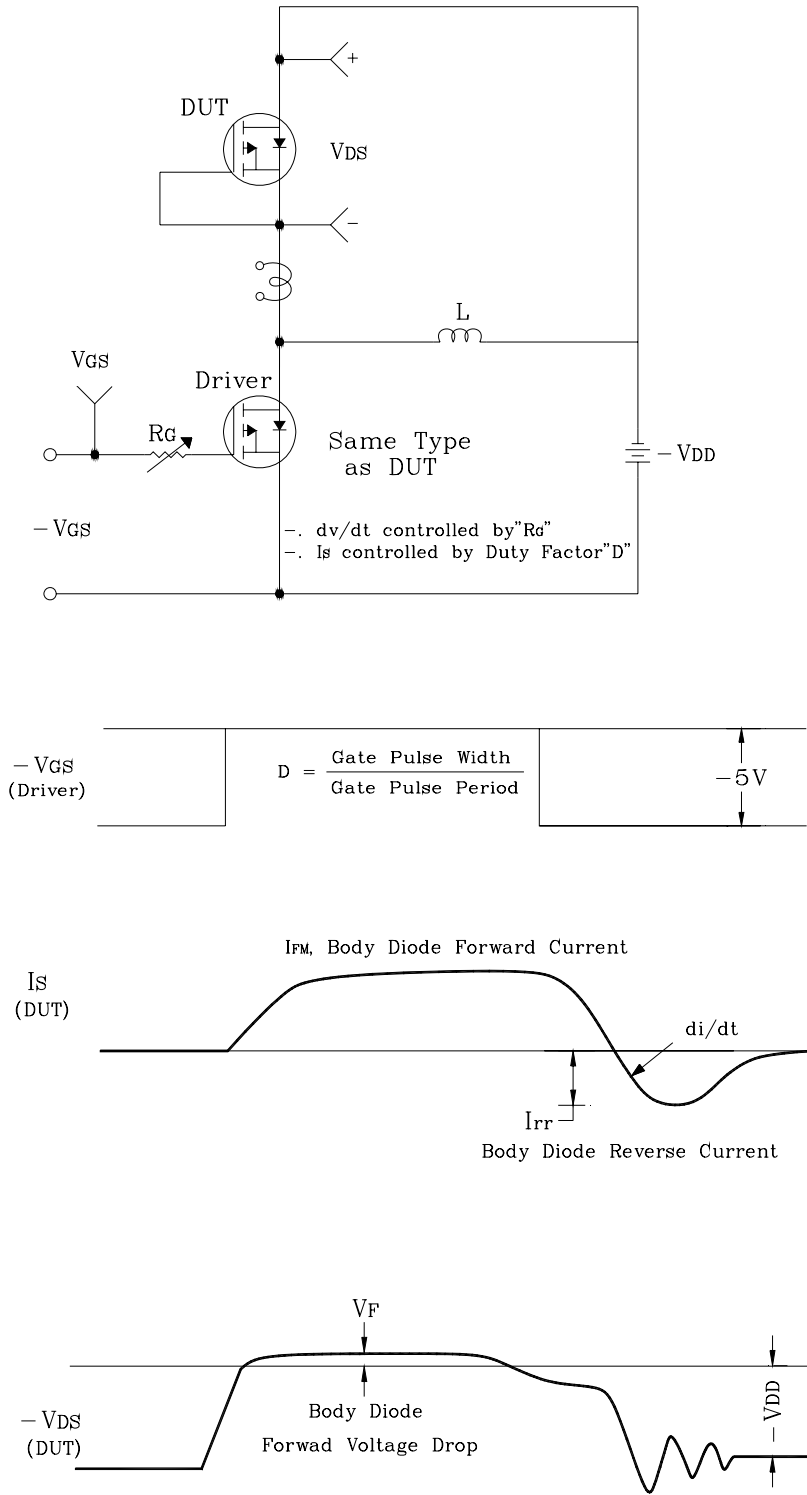 +
DUT
VDS
-
L
VGS
Driver
RG
Same Type
as DUT
-VDD
-VGS
-. dv/dt controlled by"RG"
-. IS controlled by Duty Factor"D"
-VGS
(Driver)
D = Gate Pulse Width
Gate Pulse Period
-5V
IFM, Body Diode Forward Current
IS
(DUT)
di/dt
Irr
Body Diode Reverse Current
VF
-VDD
-VDS
(DUT)
Body Diode
Forwad Voltage Drop